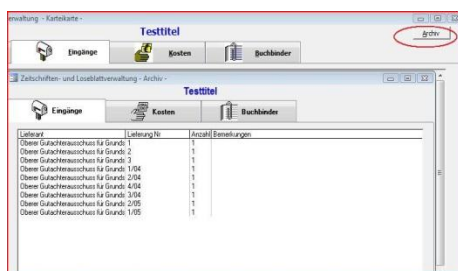 erwaltung - Karteikarte -
Testtitel
Archiv
Eingänge Kosten Buchbinder
Zeitschriften- und Loseblattverwaltung - Archiv -
Testtitel
Eingänge Kosten Buchbinder
Lieferant Lieferung Nr Anzahl Bemerkungen
Oberer Gutachterausschuss für Grunds 1 1
Oberer Gutachterausschuss für Grunds 2 1
Oberer Gutachterausschuss für Grunds 3 1
Oberer Gutachterausschuss für Grunds 1/04 1
Oberer Gutachterausschuss für Grunds 2/04 1
Oberer Gutachterausschuss für Grunds 4/04 1
Oberer Gutachterausschuss für Grunds 3/04 1
Oberer Gutachterausschuss für Grunds 2/05 1
Oberer Gutachterausschuss für Grunds 1/05 1